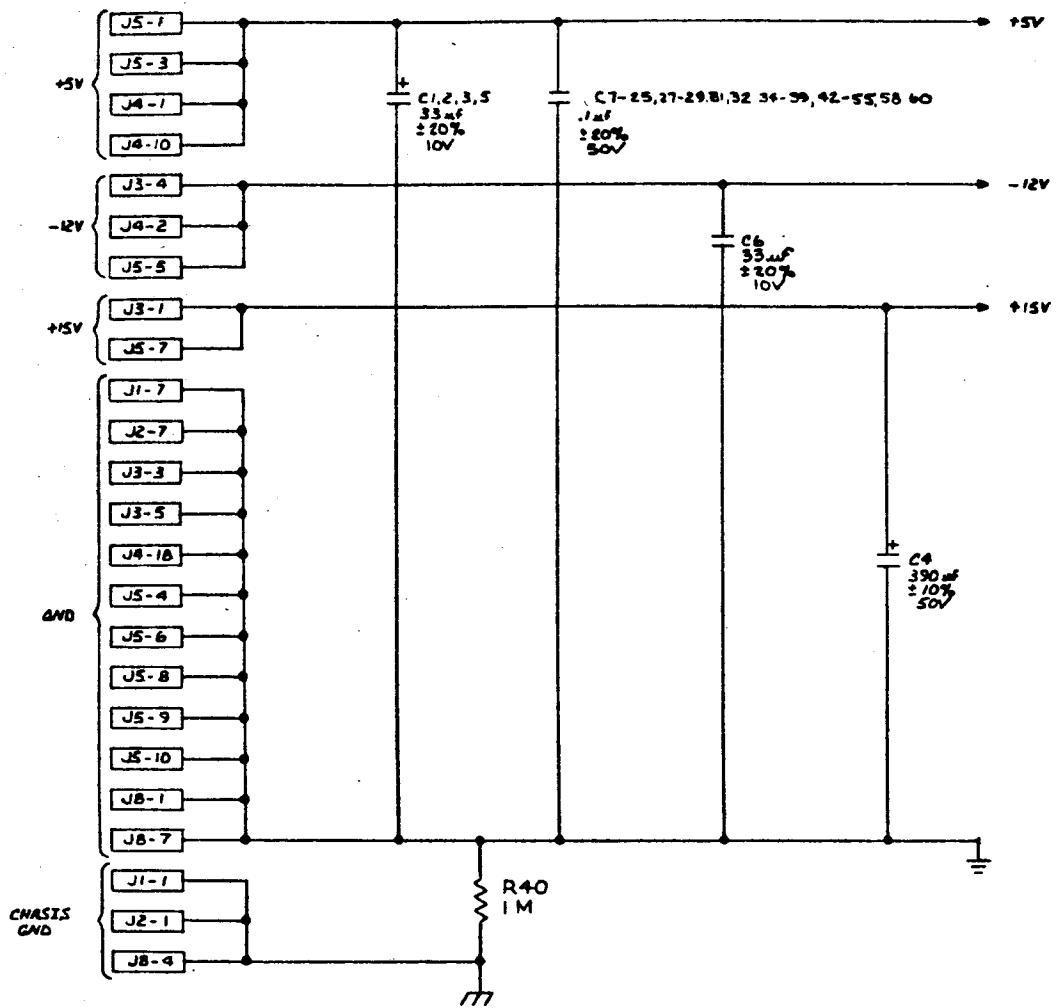 J5-1
J5-3
J4-1
J4-10
+5V
J3-4
J4-2
J5-5
-12V
J3-1
J5-7
+15V
J1-7
J2-7
J3-3
J3-5
J4-18
J5-4
J5-6
J5-8
J5-9
J5-10
J8-1
J8-7
GND
J1-1
J2-1
J8-4
CHASIS
GND
+
C1,2,3,5
33 uf
±20%
10V
C7-25,27-29,31,32 34-39,42-55,58 60
.1uf
±20%
50V
C6
33uF
±20%
10V
+
C4
390 uf
±10%
50V
R40
1M
+5V
-12V
+15V